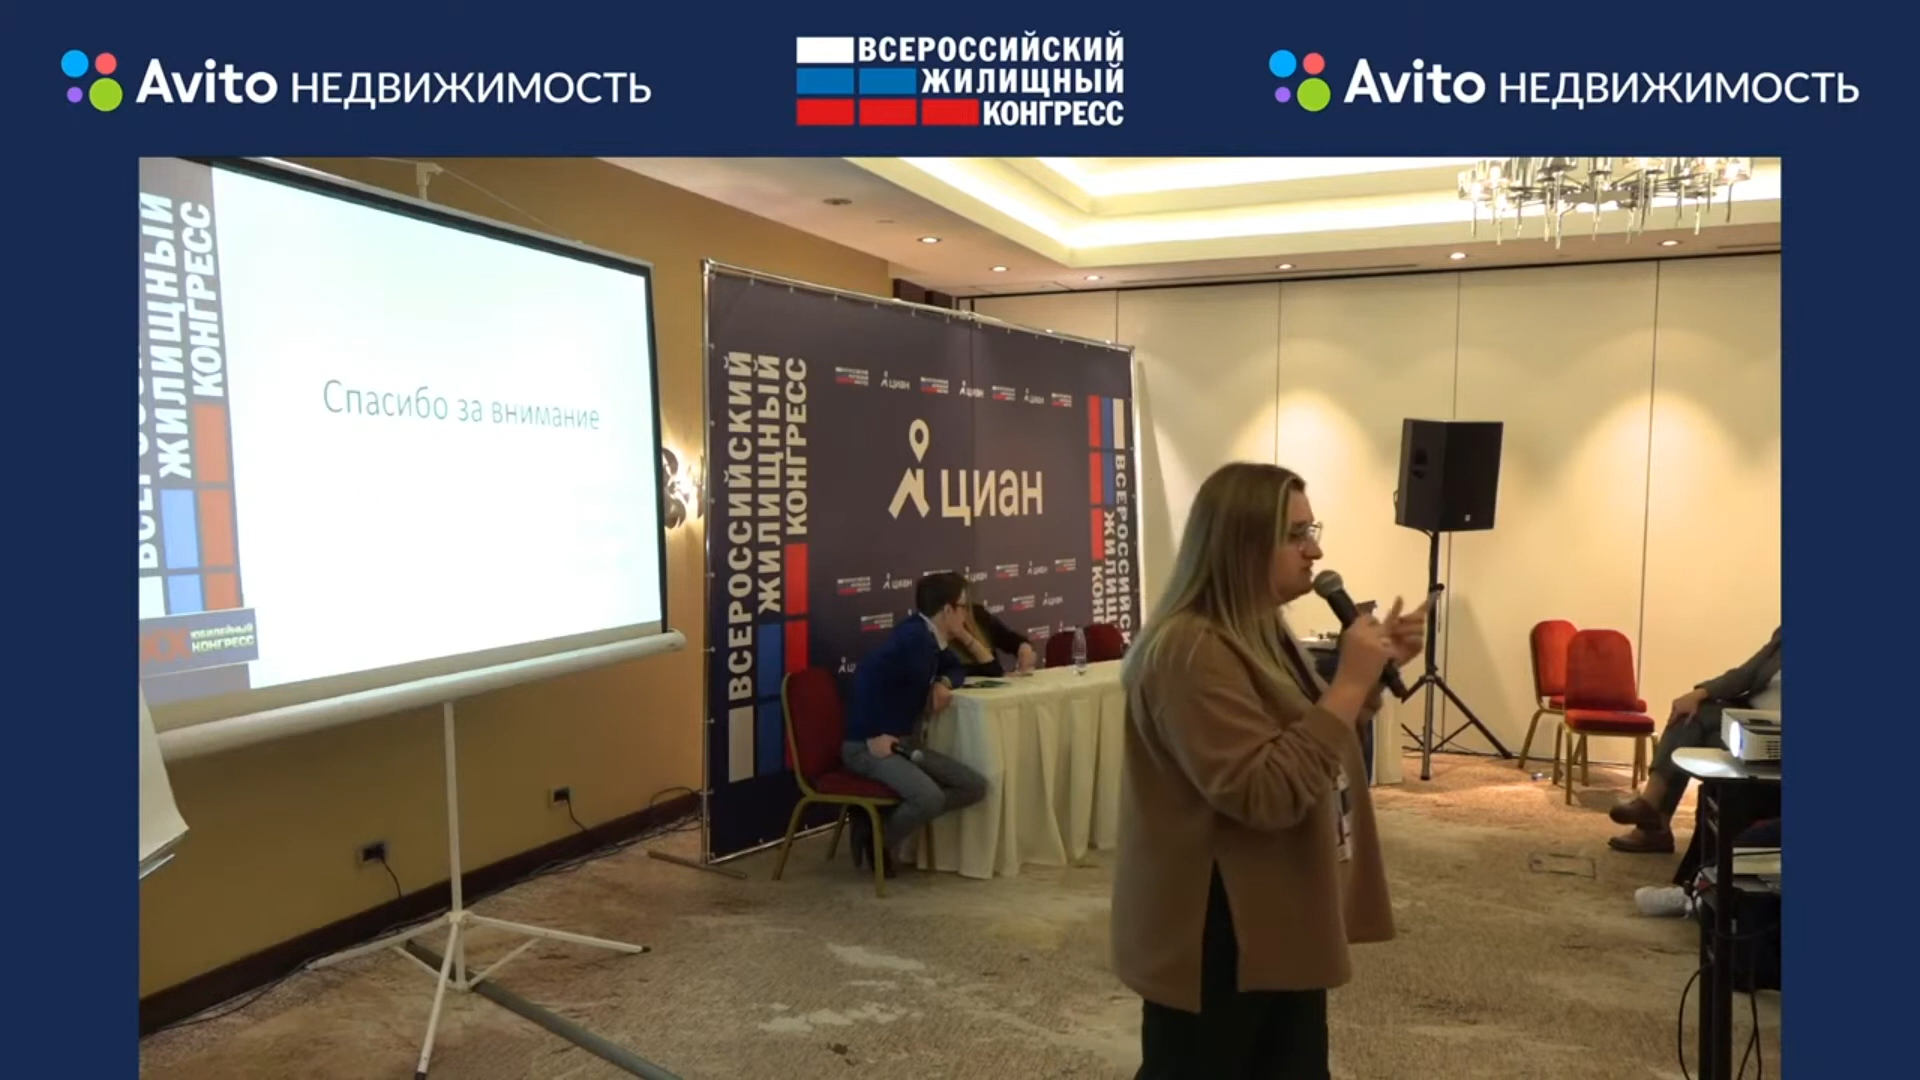 Avito НЕДВИЖИМОСТЬ
ВСЕРОССИЙСКИЙ
ЖИЛИЩНЫЙ
КОНГРЕСС
Avito НЕДВИЖИМОСТЬ
ЖИЛИЩНЫЙ
КОНГРЕСС
Спасибо за внимание
ЮБИЛЕЙНЫЙ
КОНГРЕСС
ВСЕРОССИЙСКИЙ
ЖИЛИЩНЫЙ
КОНГРЕСС
циан